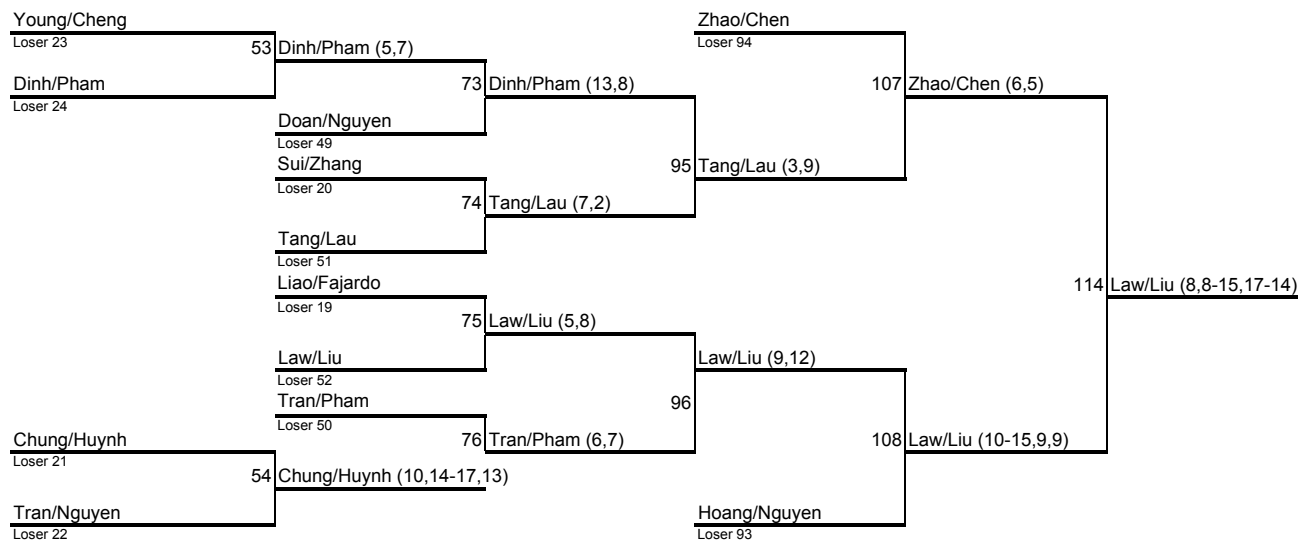 Young/Cheng
Loser 23
53 Dinh/Pham (5,7)
Dinh/Pham
Loser 24
73 Dinh/Pham (13,8)
Doan/Nguyen
Loser 49
Sui/Zhang
Loser 20
74 Tang/Lau (7,2)
Tang/Lau
Loser 51
95 Tang/Lau (3,9)
Zhao/Chen
Loser 94
107 Zhao/Chen (6,5)
Liao/Fajardo
Loser 19
75 Law/Liu (5,8)
Law/Liu
Loser 52
Law/Liu (9,12)
96
Tran/Pham
Loser 50
76 Tran/Pham (6,7)
Chung/Huynh
Loser 21
54 Chung/Huynh (10,14-17,13)
Tran/Nguyen
Loser 22
108 Law/Liu (10-15,9,9)
Hoang/Nguyen
Loser 93
114 Law/Liu (8,8-15,17-14)